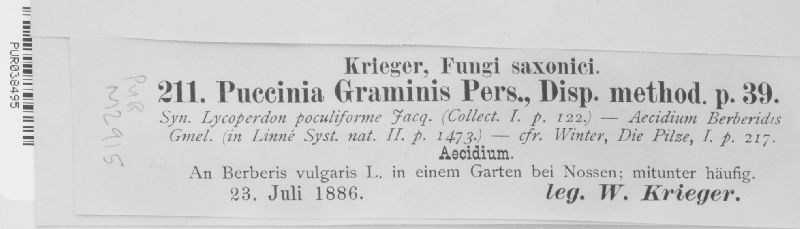 PUR038495
PUR
M2915
Krieger, Fungi saxonici.
211. Puccinia Graminis Pers., Disp. method. p. 39.
Syn. Lycoperdon poculiforme Jacq. (Collect. I. p. 122.) — Aecidium Berberidis
Gmel. (in Linné Syst. nat. II. p. 1473.) — cfr. Winter, Die Pilze, I. p. 217.
Aecidium.
An Berberis vulgaris L. in einem Garten bei Nossen; mitunter häufig.
23. Juli 1886. leg. W. Krieger.